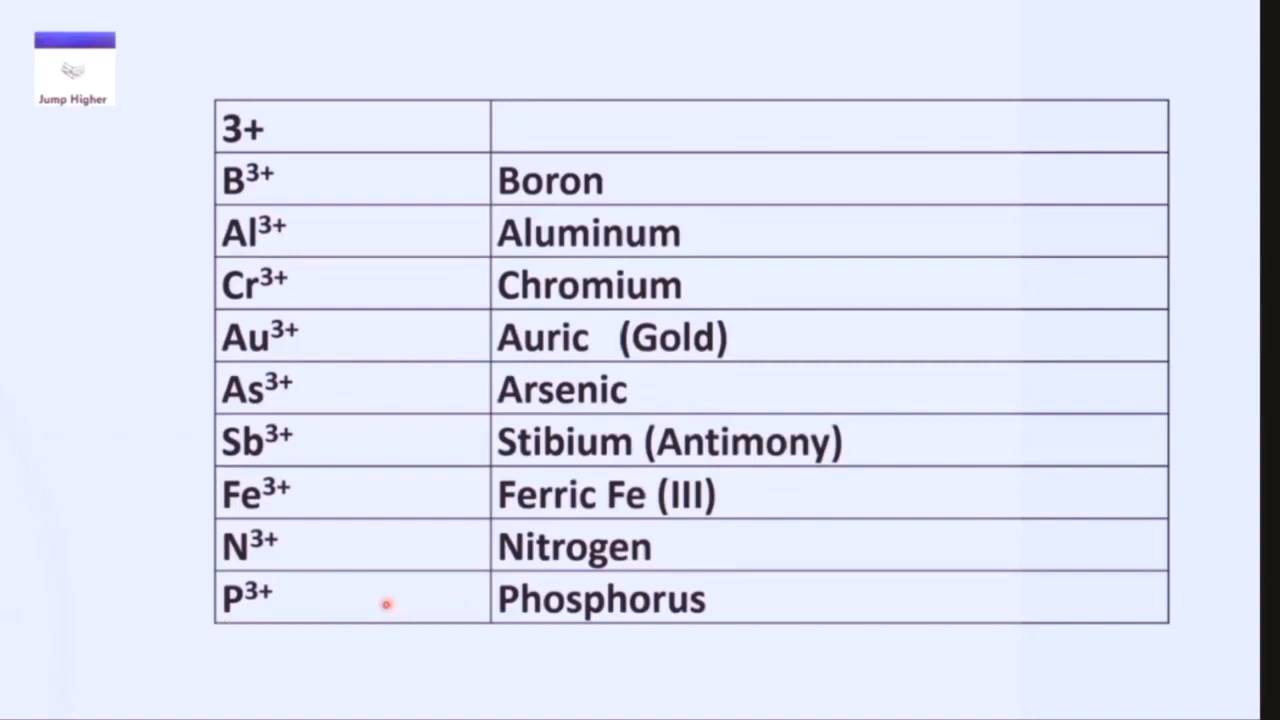 Jump Higher
3+
B³⁺ Boron
Al³⁺ Aluminum
Cr³⁺ Chromium
Au³⁺ Auric (Gold)
As³⁺ Arsenic
Sb³⁺ Stibium (Antimony)
Fe³⁺ Ferric Fe (III)
N³⁺ Nitrogen
P³⁺ Phosphorus